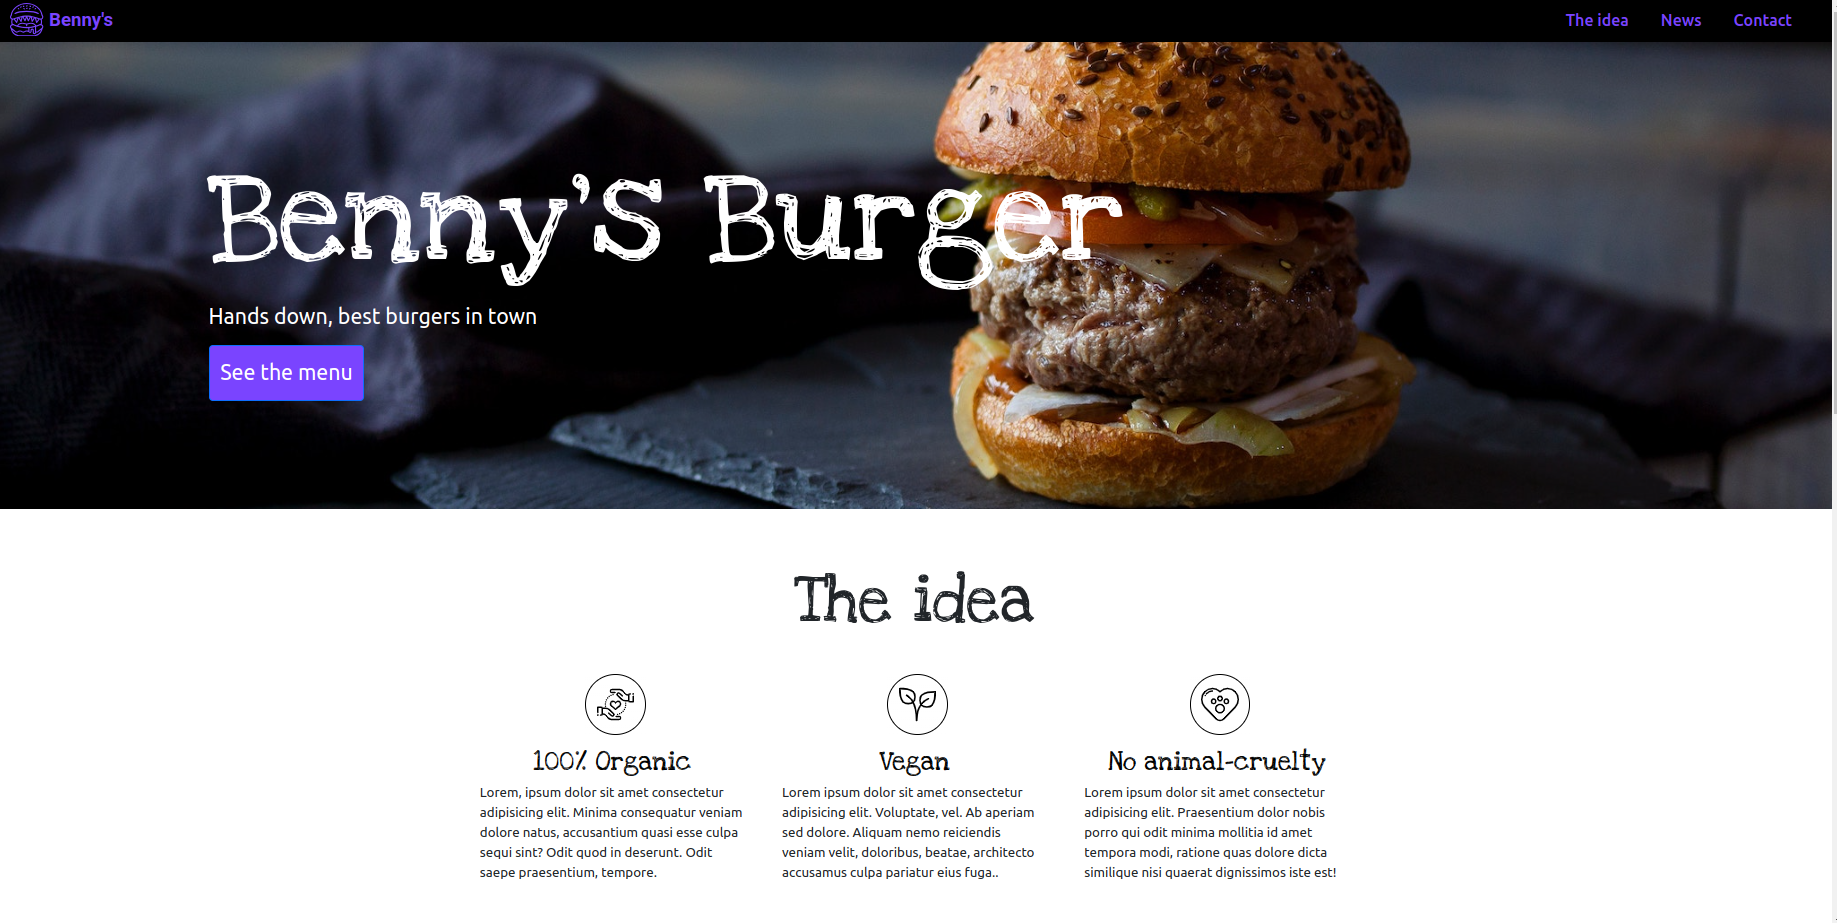 Benny's
The idea
News
Contact
Benny's Burger
Hands down, best burgers in town
See the menu
The idea
100% Organic
Lorem, ipsum dolor sit amet consectetur
adipisicing elit. Minima consequatur veniam
dolore natus, accusantium quasi esse culpa
sequi sint? Odit quod in deserunt. Odit
saepe praesentium, tempore.
Vegan
Lorem ipsum dolor sit amet consectetur
adipisicing elit. Voluptate, vel. Ab aperiam
sed dolore. Aliquam nemo reiciendis
veniam velit, doloribus, beatae, architecto
accusamus culpa pariatur eius fuga..
No animal-cruelty
Lorem ipsum dolor sit amet consectetur
adipisicing elit. Praesentium dolor nobis
porro qui odit minima mollitia id amet
tempora modi, ratione quas dolore dicta
similique nisi quaerat dignissimos iste est!